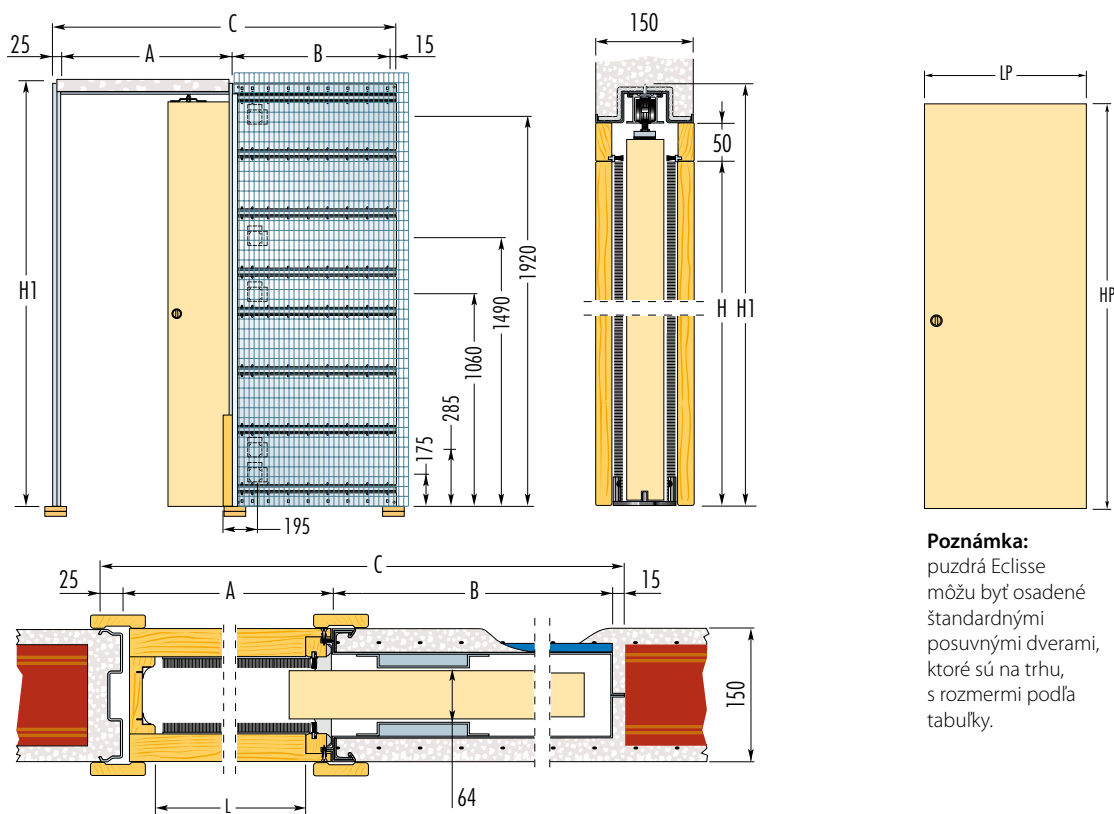 C
25
A
B
15
H1
1920
1490
1060
285
175
195
150
50
H
H1
LP
HP
Poznámka:
puzdrá Eclisse
môžu byť osadené
štandardnými
posuvnými dverami,
ktoré sú na trhu,
s rozmermi podľa
tabuľky.
C
25
A
B
15
150
64
L